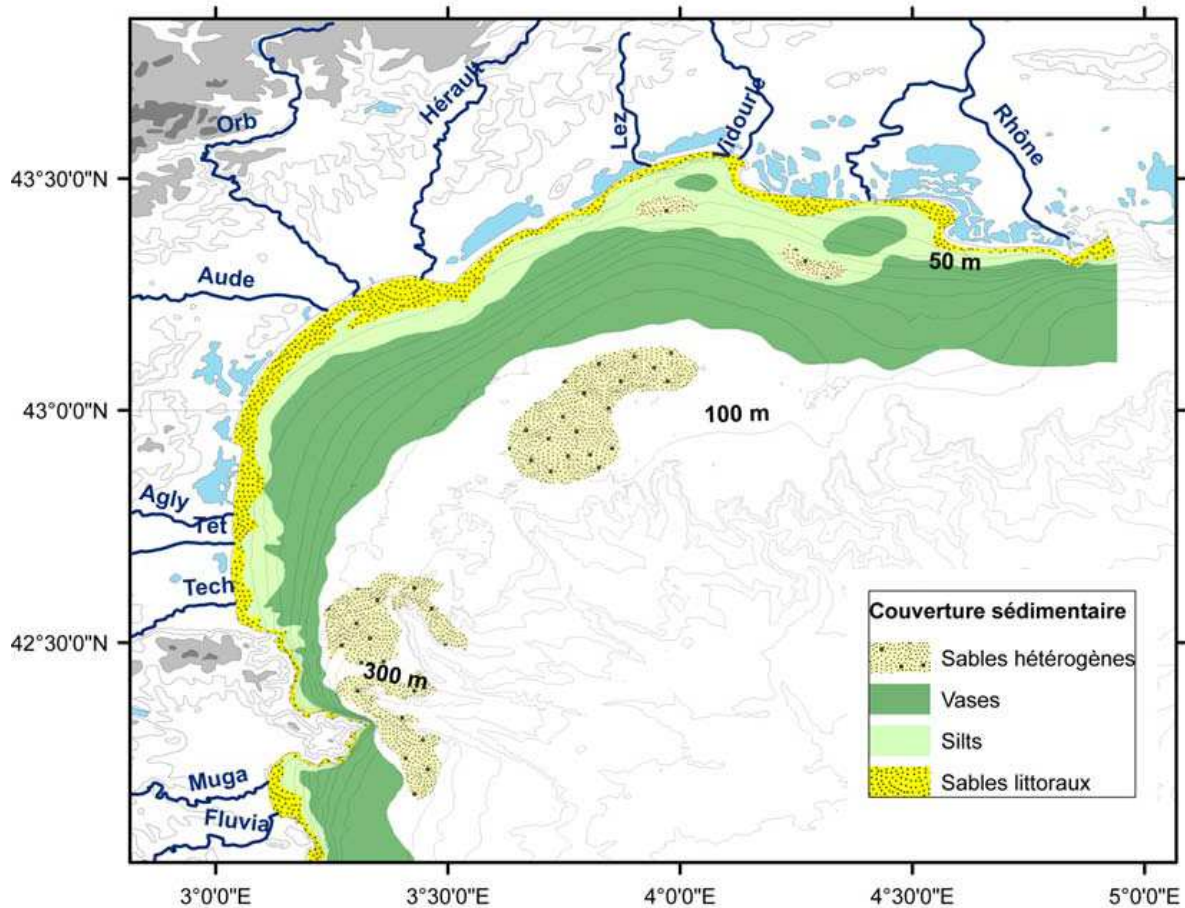 Orb
Hérault
Lez
Vidourle
Rhône
43°30'0"N
50 m
Aude
43°0'0"N
100 m
Agly
Tet
Tech
Couverture sédimentaire
Sables hétérogènes
42°30'0"N
300 m
Vases
Silts
Muga
Sables littoraux
Fluvia
3°0'0"E
3°30'0"E
4°0'0"E
4°30'0"E
5°0'0"E